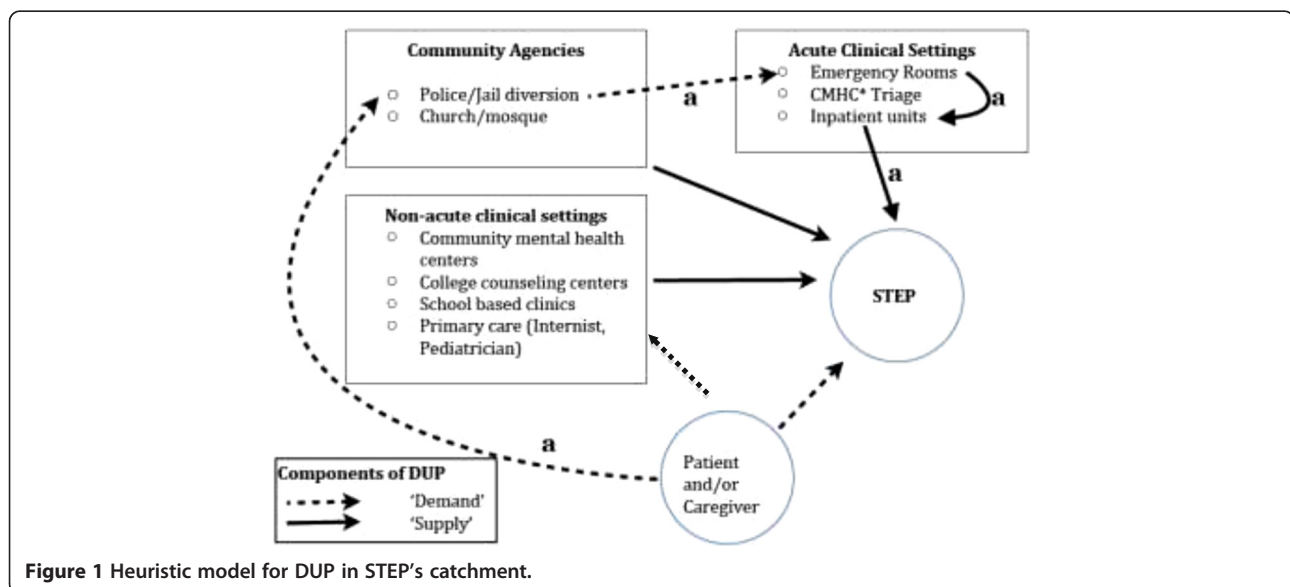 Community Agencies
Police/Jail diversion
Church/mosque
a
Acute Clinical Settings
Emergency Rooms
CMHC* Triage
Inpatient units
a
a
Non-acute clinical settings
Community mental health
centers
College counseling centers
School based clinics
Primary care (Internist,
Pediatrician)
STEP
a
Patient
and/or
Caregiver
Components of DUP
'Demand'
'Supply'
Figure 1 Heuristic model for DUP in STEP's catchment.